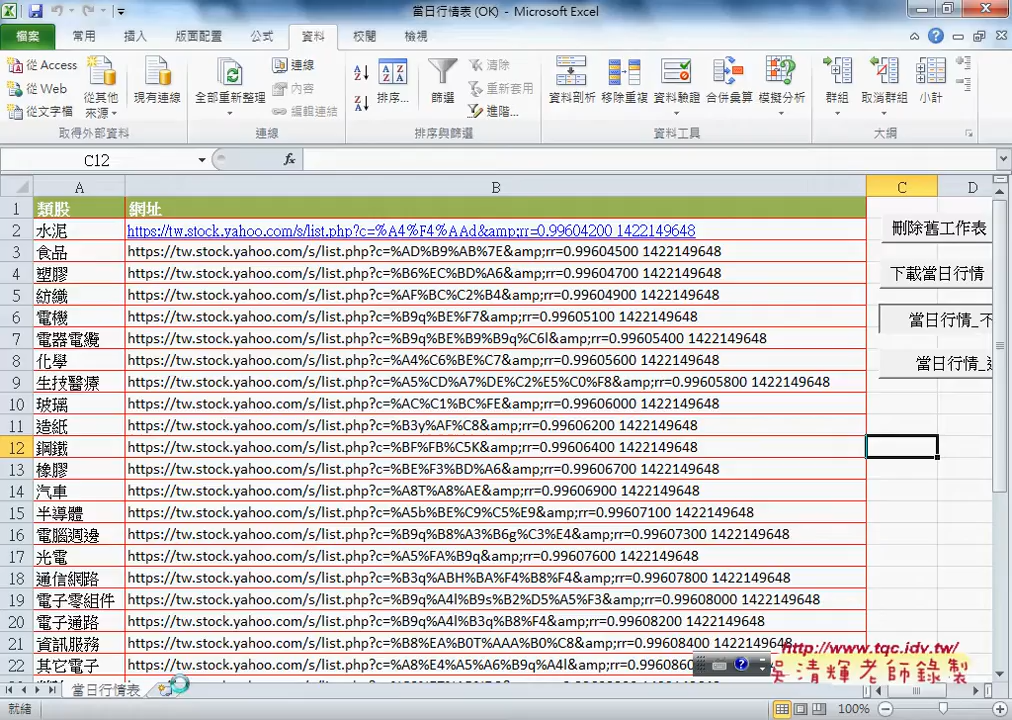 當日行情表 (OK) - Microsoft Excel
檔案 常用 插入 版面配置 公式 資料 校閱 檢視
從 Access
從 Web
從文字檔
從其他來源
現有連線
取得外部資料
全部重新整理
連線
內容
編輯連結
連線
排序...
篩選
清除
重新套用
進階...
排序與篩選
資料剖析 移除重複 資料驗證 合併彙算 模擬分析
資料工具
群組 取消群組 小計
大綱
C12 fx
A B C D
1 類股 網址
2 水泥 https://tw.stock.yahoo.com/s/list.php?c=%A4%F4%AAd&amp;rr=0.99604200 1422149648
3 食品 https://tw.stock.yahoo.com/s/list.php?c=%AD%B9%AB%7E&amp;rr=0.99604500 1422149648
4 塑膠 https://tw.stock.yahoo.com/s/list.php?c=%B6%EC%BD%A6&amp;rr=0.99604700 1422149648
5 紡織 https://tw.stock.yahoo.com/s/list.php?c=%AF%BC%C2%B4&amp;rr=0.99604900 1422149648
6 電機 https://tw.stock.yahoo.com/s/list.php?c=%B9q%BE%F7&amp;rr=0.99605100 1422149648
7 電器電纜 https://tw.stock.yahoo.com/s/list.php?c=%B9q%BE%B9%B9q%C6l&amp;rr=0.99605400 1422149648
8 化學 https://tw.stock.yahoo.com/s/list.php?c=%A4%C6%BE%C7&amp;rr=0.99605600 1422149648
9 生技醫療 https://tw.stock.yahoo.com/s/list.php?c=%A5%CD%A7%DE%C2%E5%C0%F8&amp;rr=0.99605800 1422149648
10 玻璃 https://tw.stock.yahoo.com/s/list.php?c=%AC%C1%BC%FE&amp;rr=0.99606000 1422149648
11 造紙 https://tw.stock.yahoo.com/s/list.php?c=%B3y%AF%C8&amp;rr=0.99606200 1422149648
12 鋼鐵 https://tw.stock.yahoo.com/s/list.php?c=%BF%FB%C5K&amp;rr=0.99606400 1422149648
13 橡膠 https://tw.stock.yahoo.com/s/list.php?c=%BE%F3%BD%A6&amp;rr=0.99606700 1422149648
14 汽車 https://tw.stock.yahoo.com/s/list.php?c=%A8T%A8%AE&amp;rr=0.99606900 1422149648
15 半導體 https://tw.stock.yahoo.com/s/list.php?c=%A5b%BE%C9%C5%E9&amp;rr=0.99607100 1422149648
16 電腦週邊 https://tw.stock.yahoo.com/s/list.php?c=%B9q%B8%A3%B6g%C3%E4&amp;rr=0.99607300 1422149648
17 光電 https://tw.stock.yahoo.com/s/list.php?c=%A5%FA%B9q&amp;rr=0.99607600 1422149648
18 通信網路 https://tw.stock.yahoo.com/s/list.php?c=%B3q%ABH%BA%F4%B8%F4&amp;rr=0.99607800 1422149648
19 電子零組件 https://tw.stock.yahoo.com/s/list.php?c=%B9q%A4l%B9s%B2%D5%A5%F3&amp;rr=0.99608000 1422149648
20 電子通路 https://tw.stock.yahoo.com/s/list.php?c=%B9q%A4l%B3q%B8%F4&amp;rr=0.99608200 1422149648
21 資訊服務 https://tw.stock.yahoo.com/s/list.php?c=%B8%EA%B0T%AAA%B0%C8&amp;rr=0.99608400 1422149648
22 其它電子 https://tw.stock.yahoo.com/s/list.php?c=%A8%E4%A5%A6%B9q%A4l&amp;rr=0.9960860
刪除舊工作表
下載當日行情
當日行情_不
當日行情_
http://www.tqc.idv.tw/
吳清輝老師錄製
當日行情表
就緒 100%